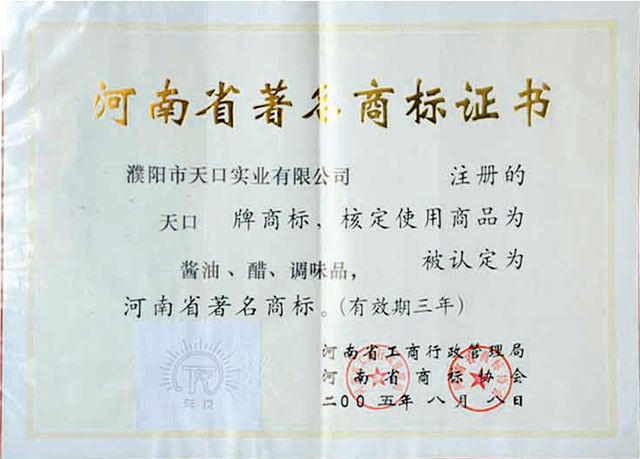 河南省著名商标证书
濮阳市天口实业有限公司 注册的
天口 牌商标，核定使用商品为
酱油、醋、调味品， 被认定为
河南省著名商标。(有效期三年)
河南省工商行政管理局
河南省商标协会
二00五年八月八日